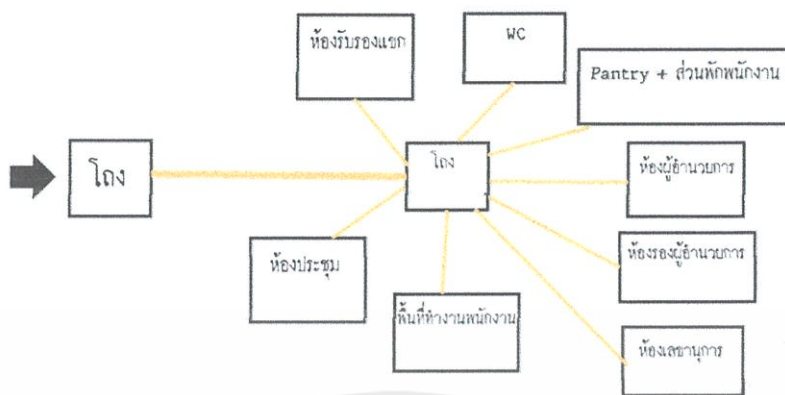 ห้องรับรองแขก
WC
Pantry + ส่วนพักพนักงาน
โถง
โถง
ห้องผู้อำนวยการ
ห้องประชุม
ห้องรองผู้อำนวยการ
พื้นที่ทำงานพนักงาน
ห้องเลขานุการ